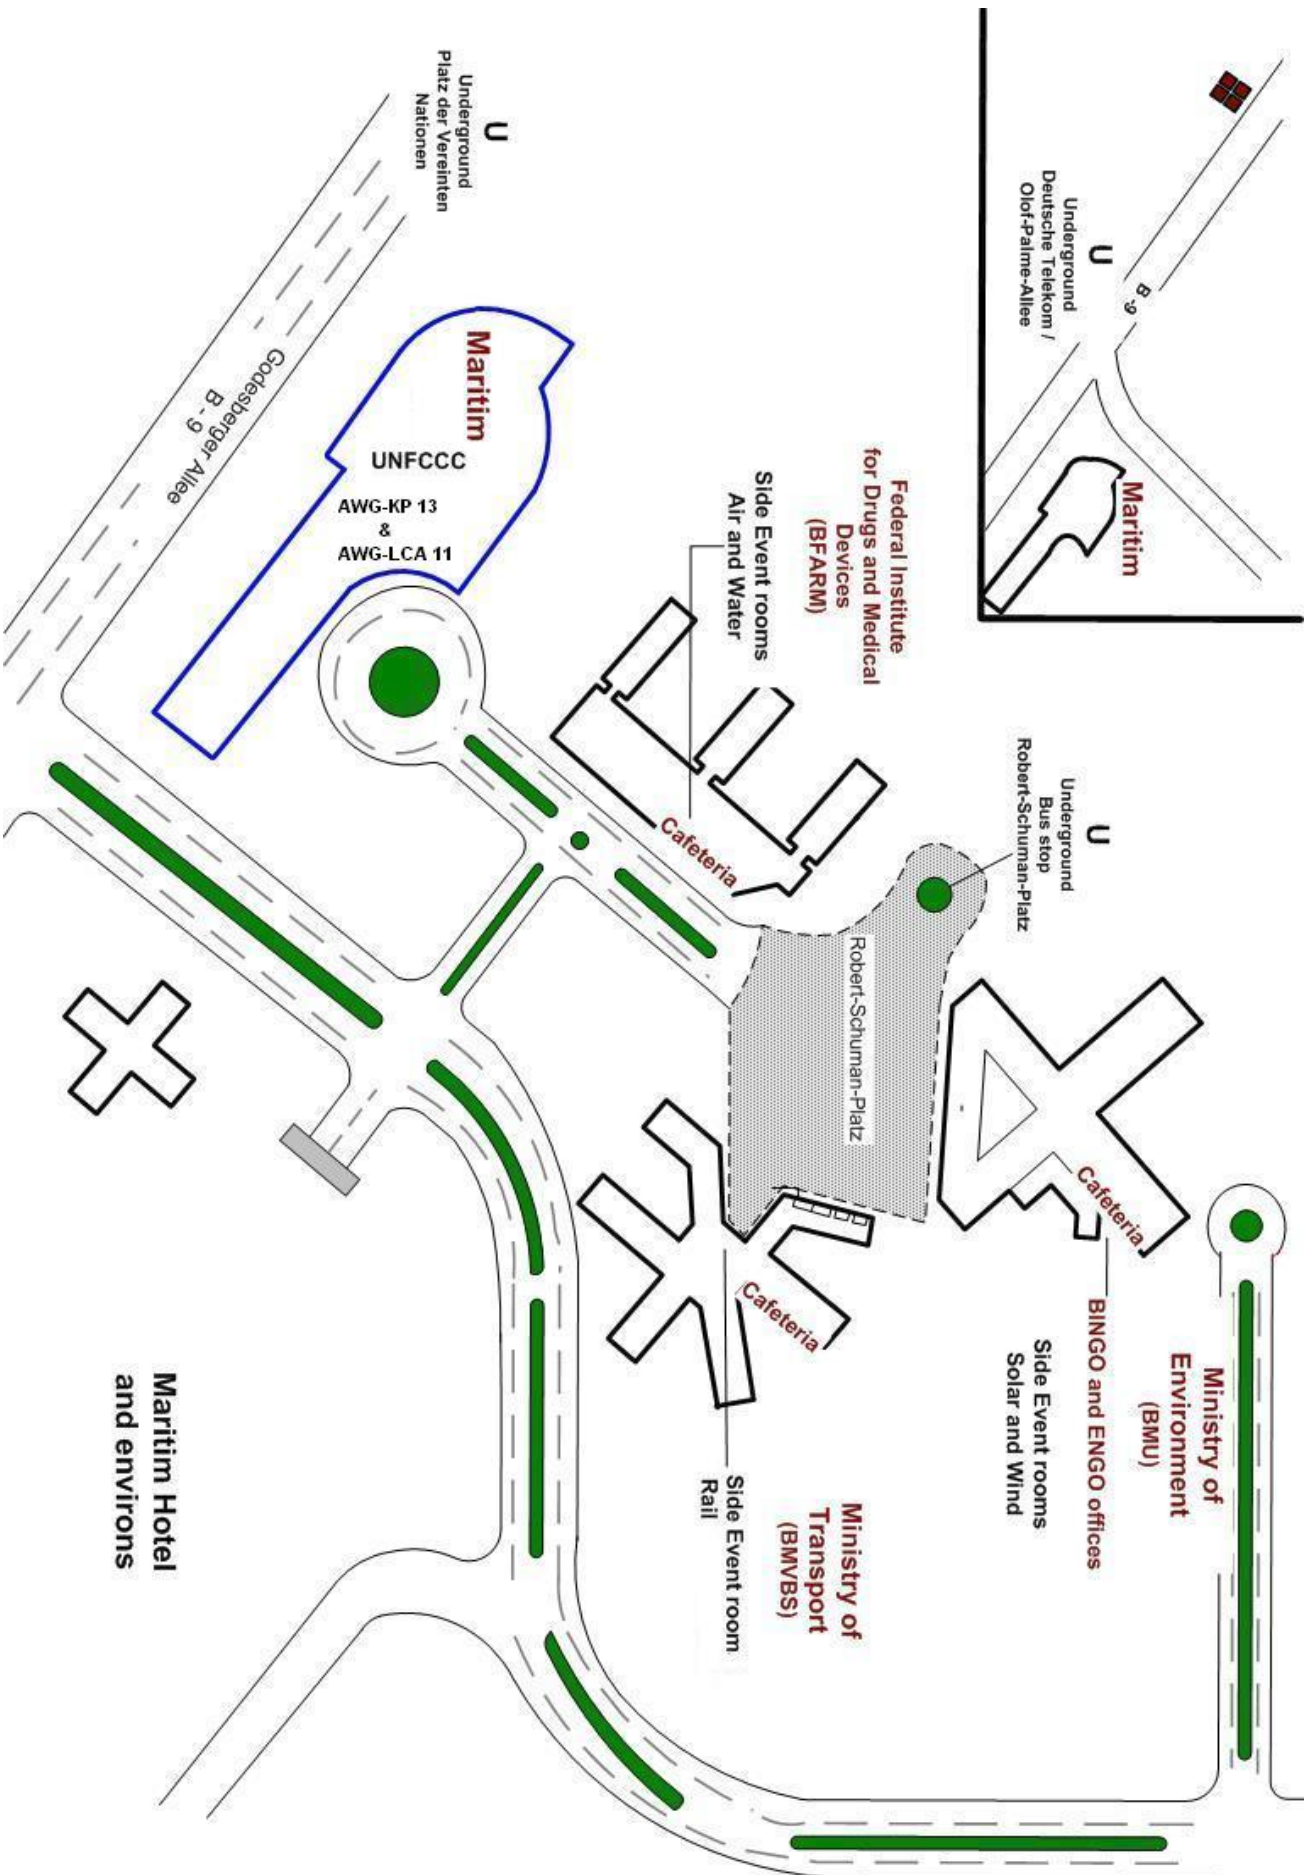 U
Underground
Platz der Vereinten
Nationen
Godesberger Allee
B - 9
Maritim
UNFCCC
AWG-KP 13
&
AWG-LCA 11
U
Underground
Deutsche Telekom /
Olof-Palme-Allee
B-9
Maritim
Federal Institute
for Drugs and Medical
Devices
(BFARM)
Side Event rooms
Air and Water
Cafeteria
U
Underground
Bus stop
Robert-Schuman-Platz
Robert-Schuman-Platz
Cafeteria
Ministry of
Environment
(BMU)
BINGO and ENGO offices
Side Event rooms
Solar and Wind
Cafeteria
Ministry of
Transport
(BMVBS)
Side Event room
Rail
Maritim Hotel
and environs